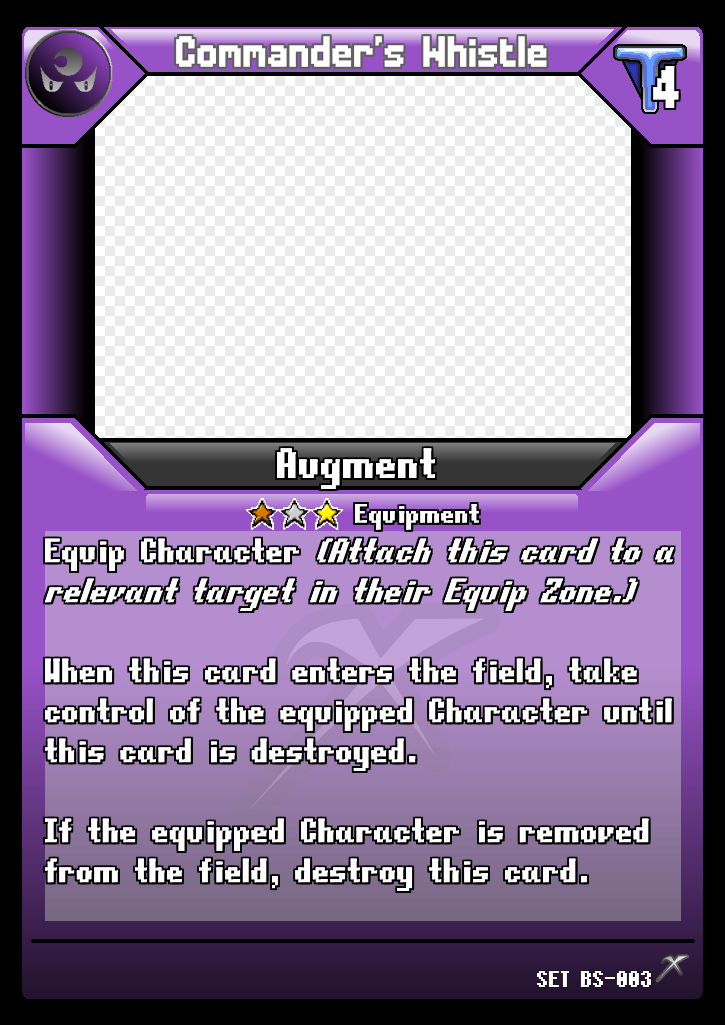 Commander's Whistle
T4
Augment
Equipment
Equip Character (Attach this card to a
relevant target in their Equip Zone.)
When this card enters the field, take
control of the equipped Character until
this card is destroyed.
If the equipped Character is removed
from the field, destroy this card.
SET BS-003